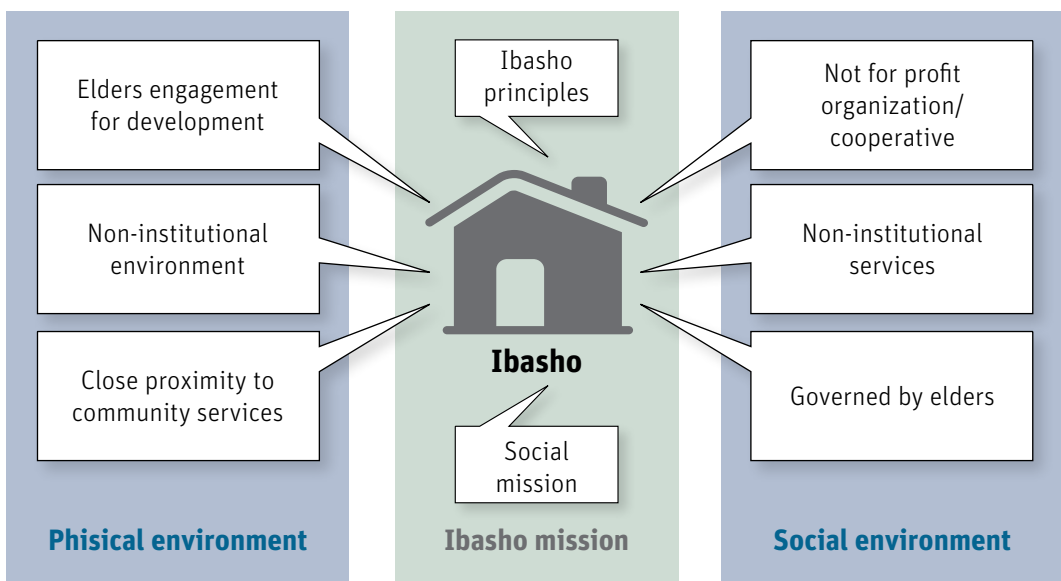 Elders engagement
for development
Non-institutional
environment
Close proximity to
community services
Phisical environment
Ibasho
principles
Ibasho
Social
mission
Ibasho mission
Not for profit
organization/
cooperative
Non-institutional
services
Governed by elders
Social environment